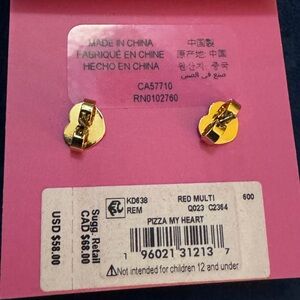 MADE IN CHINA
FABRIQUÉ EN CHINE
HECHO EN CHINA
中国製
原产地: 中国
원산지: 중국
صنع في الصين
CA57710
RN0102760
KD638
REM
RED MULTI
Q023 C2364
600
PIZZA MY HEART
1 96021 31213 7
⚠Not intended for children 12 and under
Sugg. Retail
CAD $68.00
USD $58.00